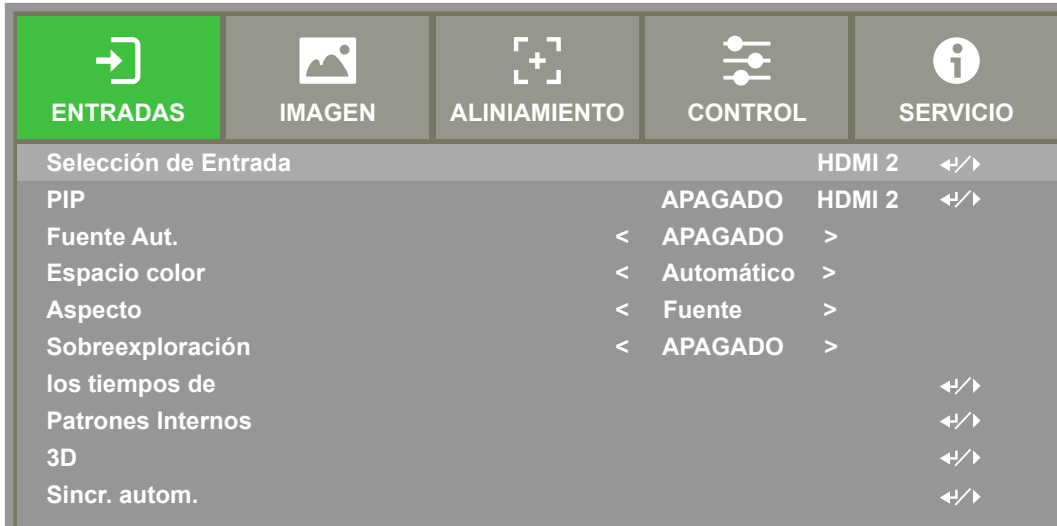 ENTRADAS IMAGEN ALINIAMIENTO CONTROL SERVICIO
Selección de Entrada HDMI 2
PIP APAGADO HDMI 2
Fuente Aut. < APAGADO >
Espacio color < Automático >
Aspecto < Fuente >
Sobreexploración < APAGADO >
los tiempos de
Patrones Internos
3D
Sincr. autom.